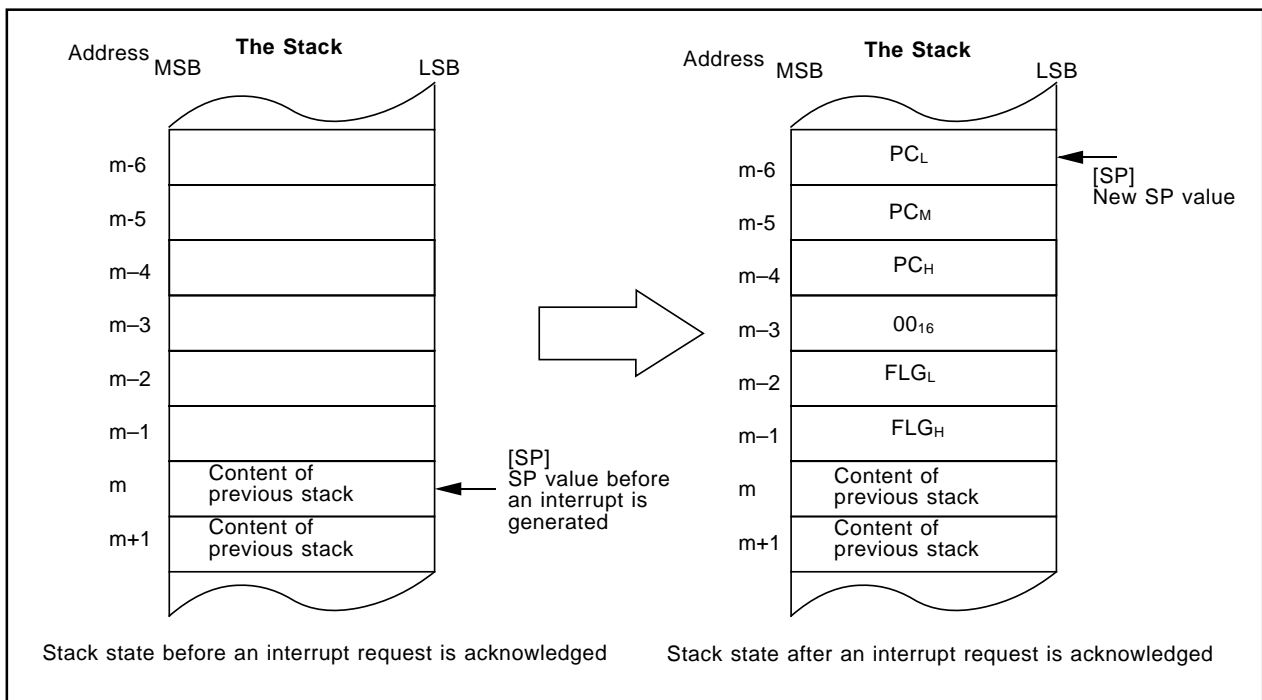 Address
MSB
The Stack
LSB
m-6
m-5
m–4
m–3
m–2
m–1
m
Content of
previous stack
m+1
Content of
previous stack
[SP]
SP value before
an interrupt is
generated
Stack state before an interrupt request is acknowledged
Address
MSB
The Stack
LSB
m-6
PCL
[SP]
New SP value
m-5
PCM
m–4
PCH
m–3
0016
m–2
FLGL
m–1
FLGH
m
Content of
previous stack
m+1
Content of
previous stack
Stack state after an interrupt request is acknowledged